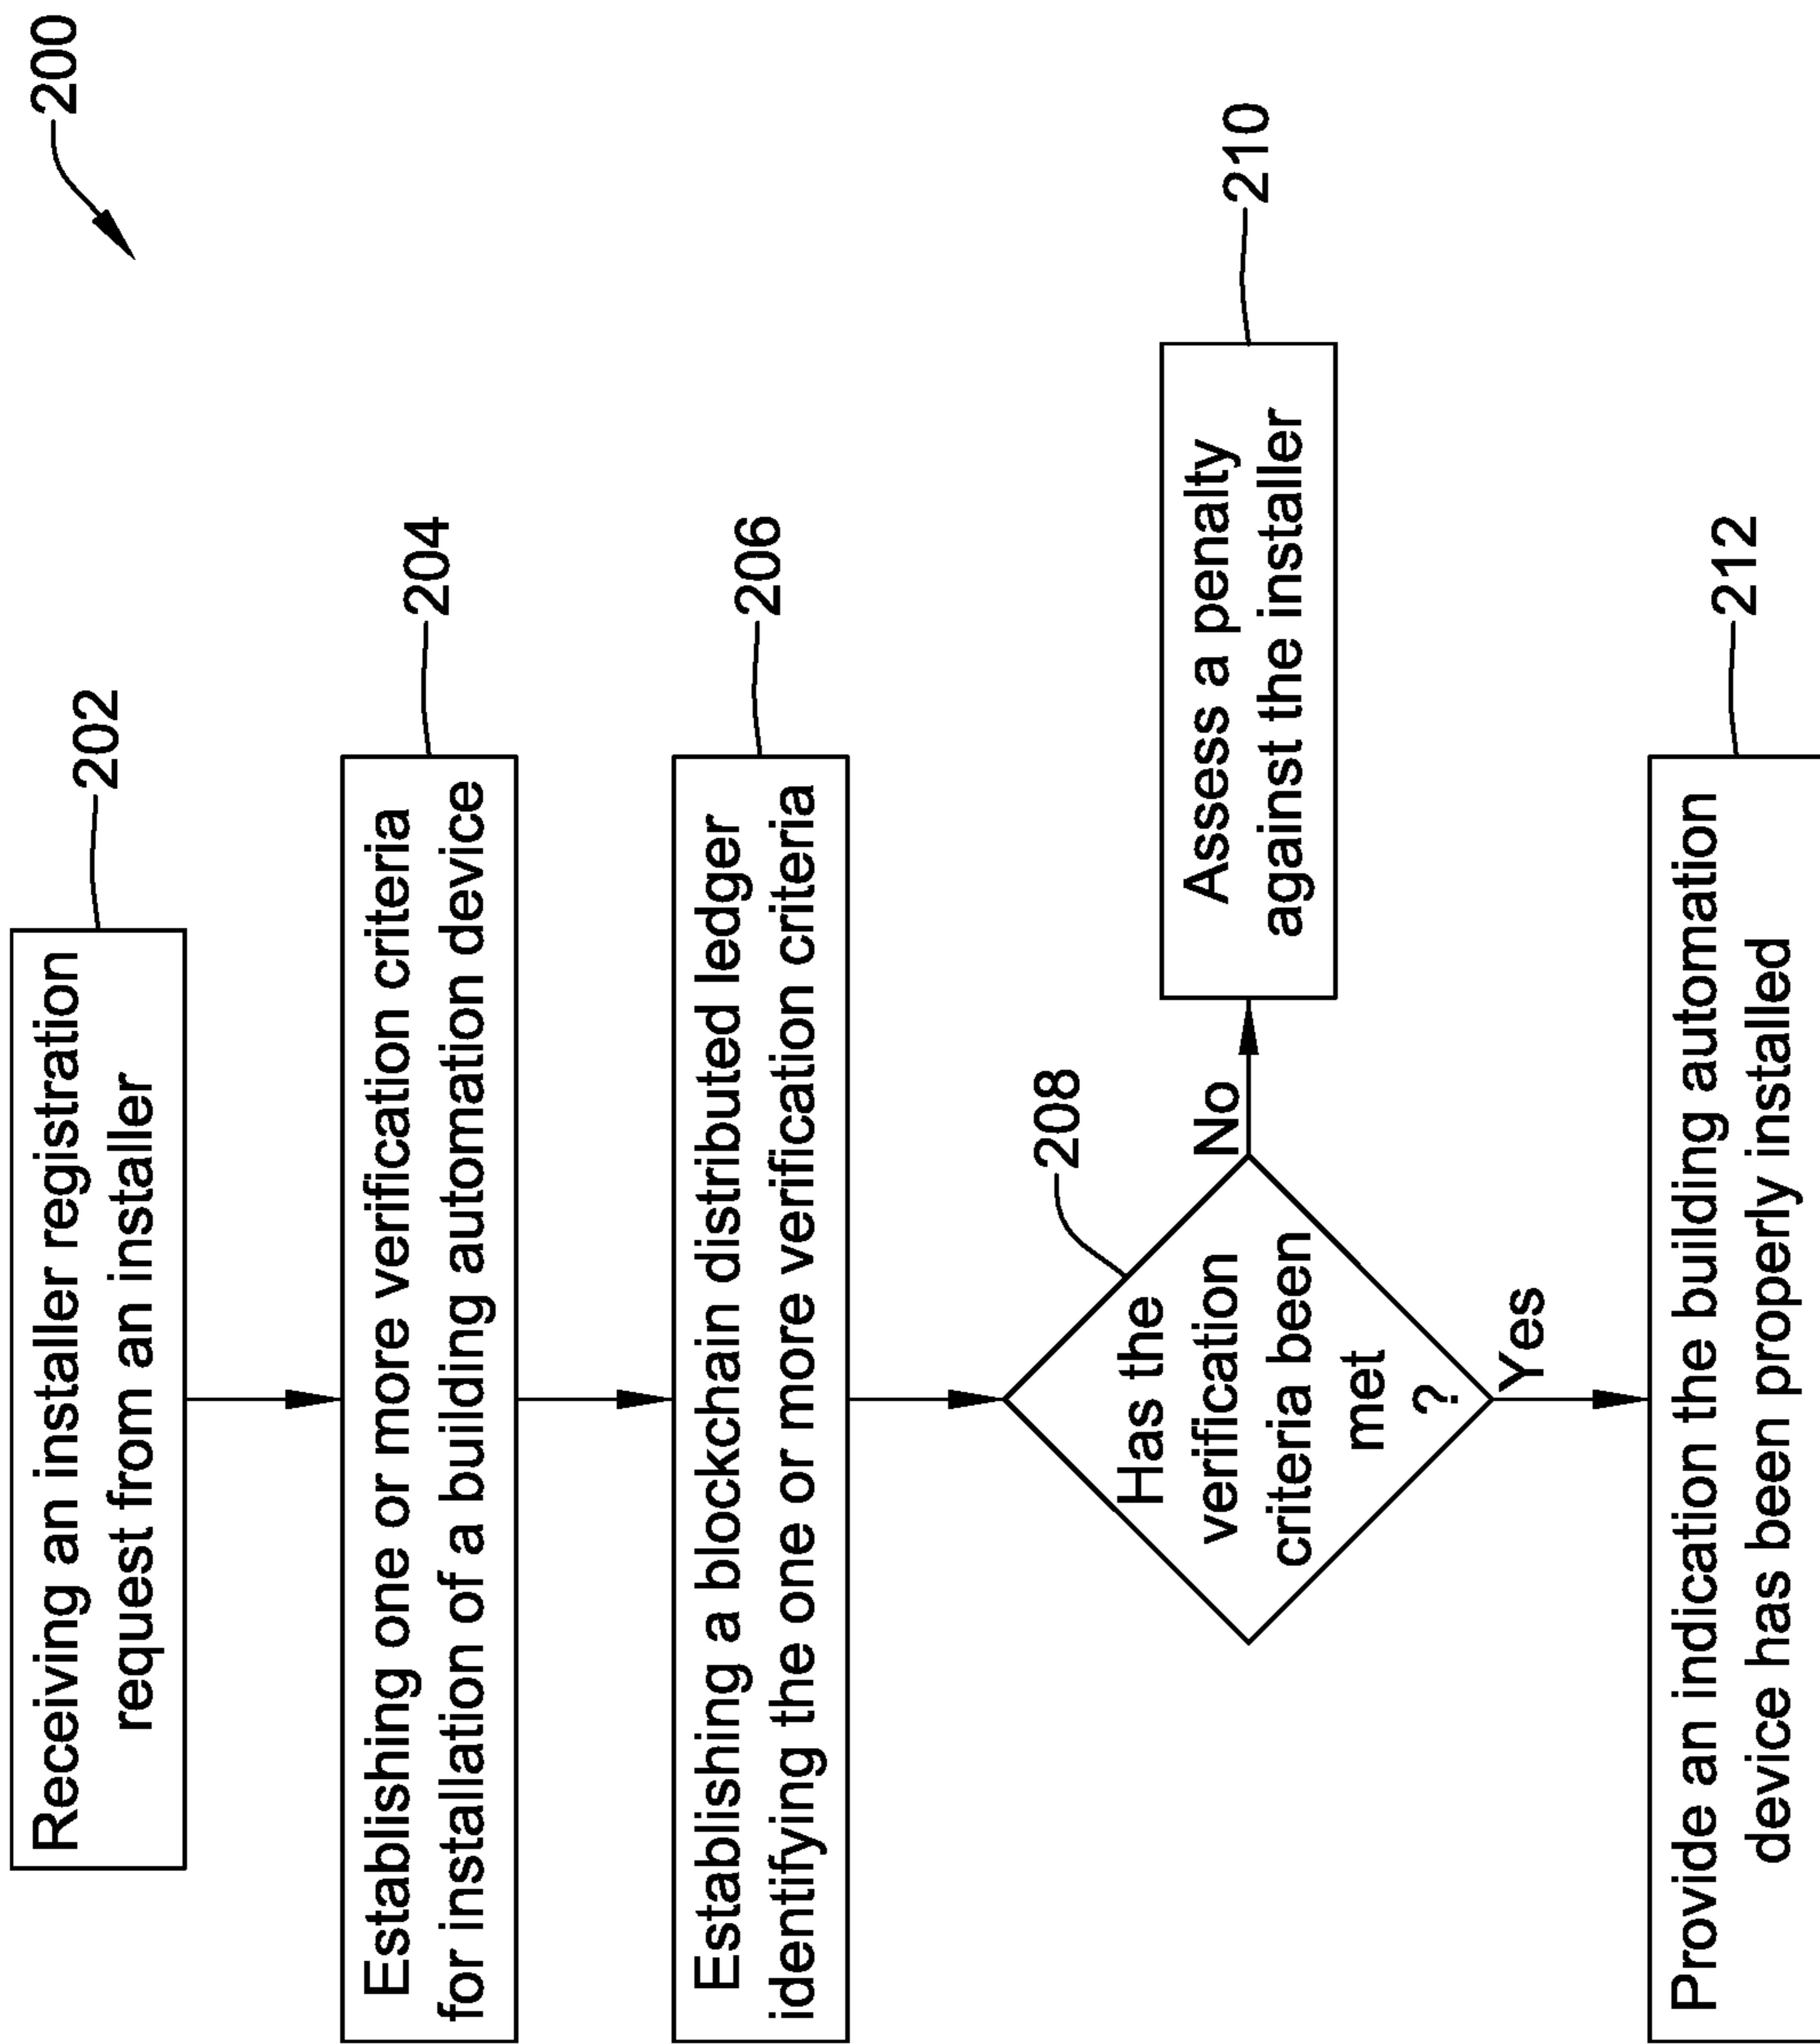 200
Receiving an installer registration
request from an installer
202
Establishing one or more verification criteria
for installation of a building automation device
204
Establishing a blockchain distributed ledger
identifying the one or more verification criteria
206
Has the
verification
criteria been
met
?
208
No
Assess a penalty
against the installer
210
Yes
Provide an indication the building automation
device has been properly installed
212